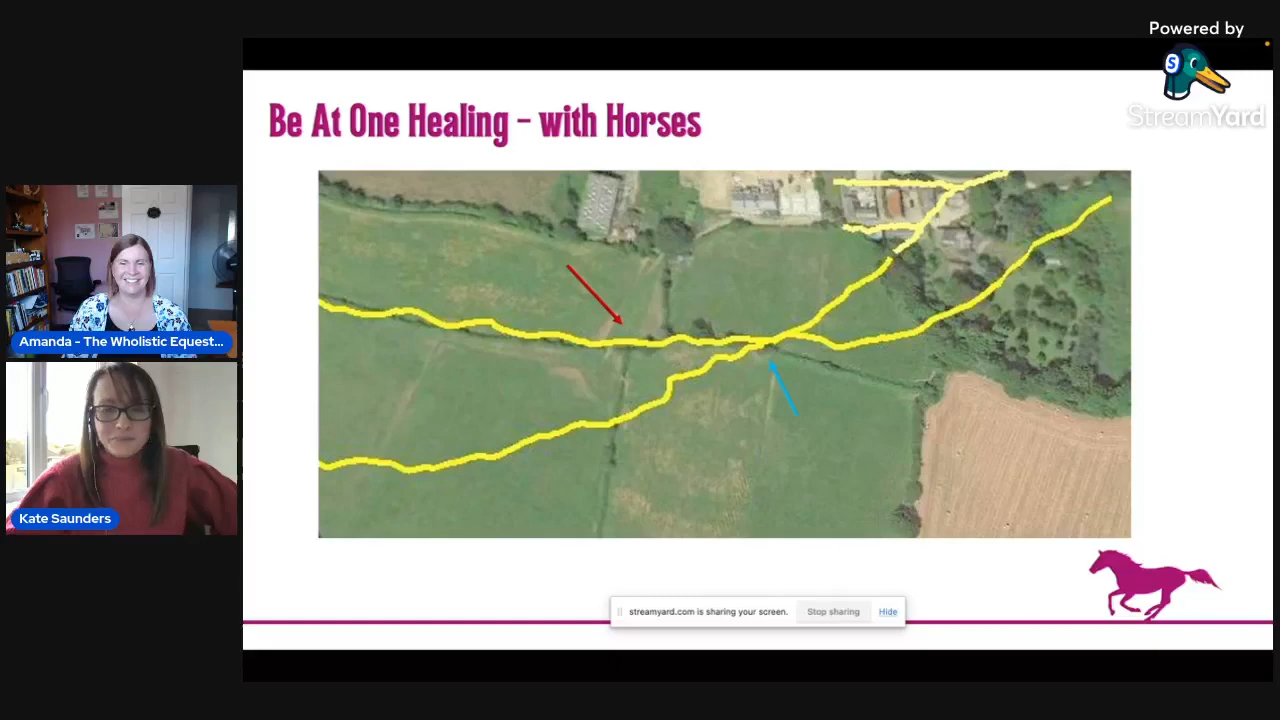 Powered by
StreamYard
Be At One Healing - with Horses
Amanda - The Wholistic Equest...
Kate Saunders
streamyard.com is sharing your screen.
Stop sharing
Hide